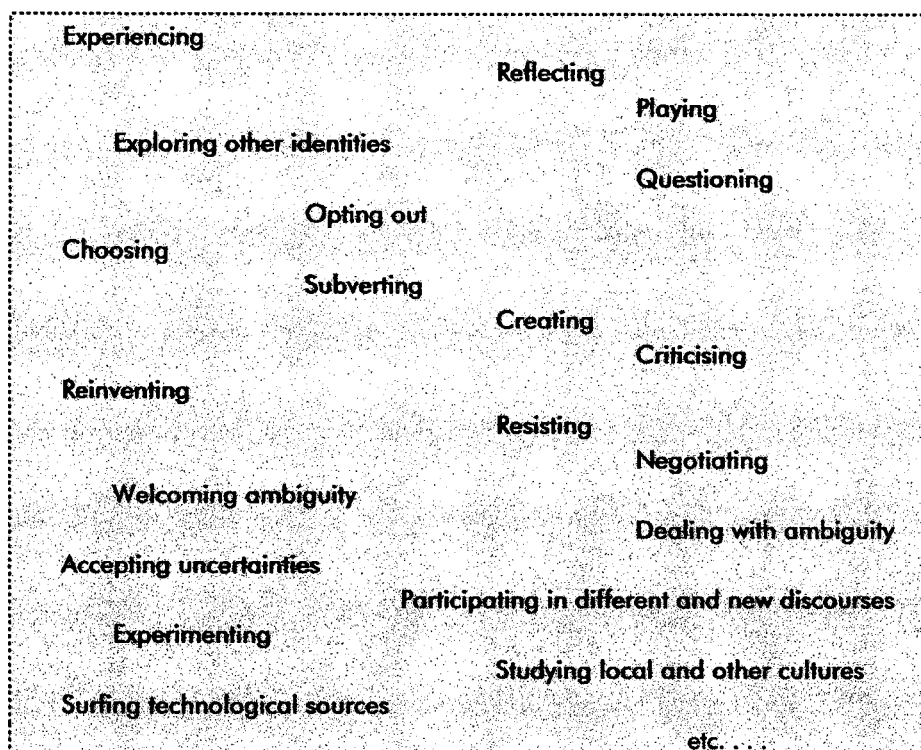 Experiencing
Reflecting
Playing
Exploring other identities
Questioning
Opting out
Choosing
Subverting
Creating
Criticising
Reinventing
Resisting
Negotiating
Welcoming ambiguity
Dealing with ambiguity
Accepting uncertainties
Participating in different and new discourses
Experimenting
Studying local and other cultures
Surfing technological sources
etc. . . .